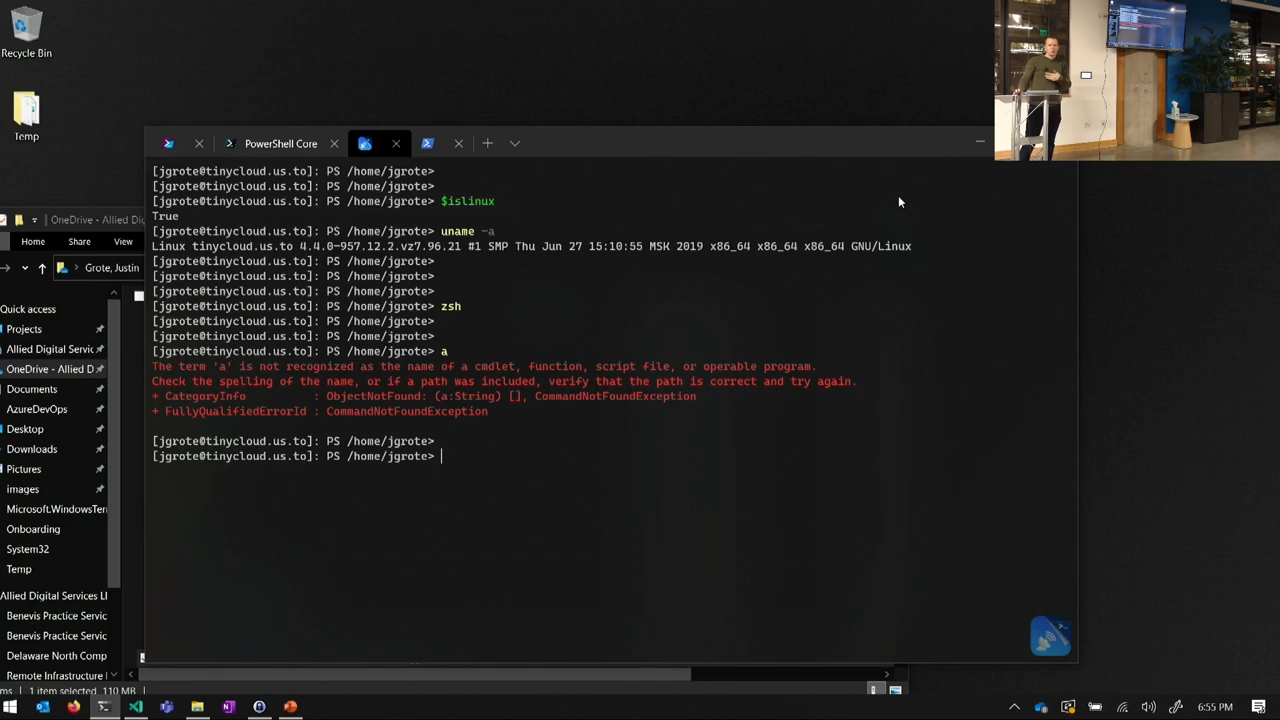 Recycle Bin
Temp
PowerShell Core
[jgrote@tinycloud.us.to]: PS /home/jgrote>
[jgrote@tinycloud.us.to]: PS /home/jgrote>
[jgrote@tinycloud.us.to]: PS /home/jgrote> $islinux
True
[jgrote@tinycloud.us.to]: PS /home/jgrote> uname -a
Linux tinycloud.us.to 4.4.0-957.12.2.vz7.96.21 #1 SMP Thu Jun 27 15:10:55 MSK 2019 x86_64 x86_64 x86_64 GNU/Linux
[jgrote@tinycloud.us.to]: PS /home/jgrote>
[jgrote@tinycloud.us.to]: PS /home/jgrote>
[jgrote@tinycloud.us.to]: PS /home/jgrote>
[jgrote@tinycloud.us.to]: PS /home/jgrote> zsh
[jgrote@tinycloud.us.to]: PS /home/jgrote>
[jgrote@tinycloud.us.to]: PS /home/jgrote>
[jgrote@tinycloud.us.to]: PS /home/jgrote> a
The term 'a' is not recognized as the name of a cmdlet, function, script file, or operable program.
Check the spelling of the name, or if a path was included, verify that the path is correct and try again.
+ CategoryInfo : ObjectNotFound: (a:String) [], CommandNotFoundException
+ FullyQualifiedErrorId : CommandNotFoundException
[jgrote@tinycloud.us.to]: PS /home/jgrote>
[jgrote@tinycloud.us.to]: PS /home/jgrote>
OneDrive - Allied Digital
Home Share View
Grote, Justin
Quick access
Projects
Allied Digital Servic
OneDrive - Allied D
Documents
AzureDevOps
Desktop
Downloads
Pictures
images
Microsoft.WindowsTerm
Onboarding
System32
Temp
Allied Digital Services Ll
Benevis Practice Servic
Benevis Practice Servic
Delaware North Comp
Remote Infrastructure
ms 1 item selected 110 MB
6:55 PM